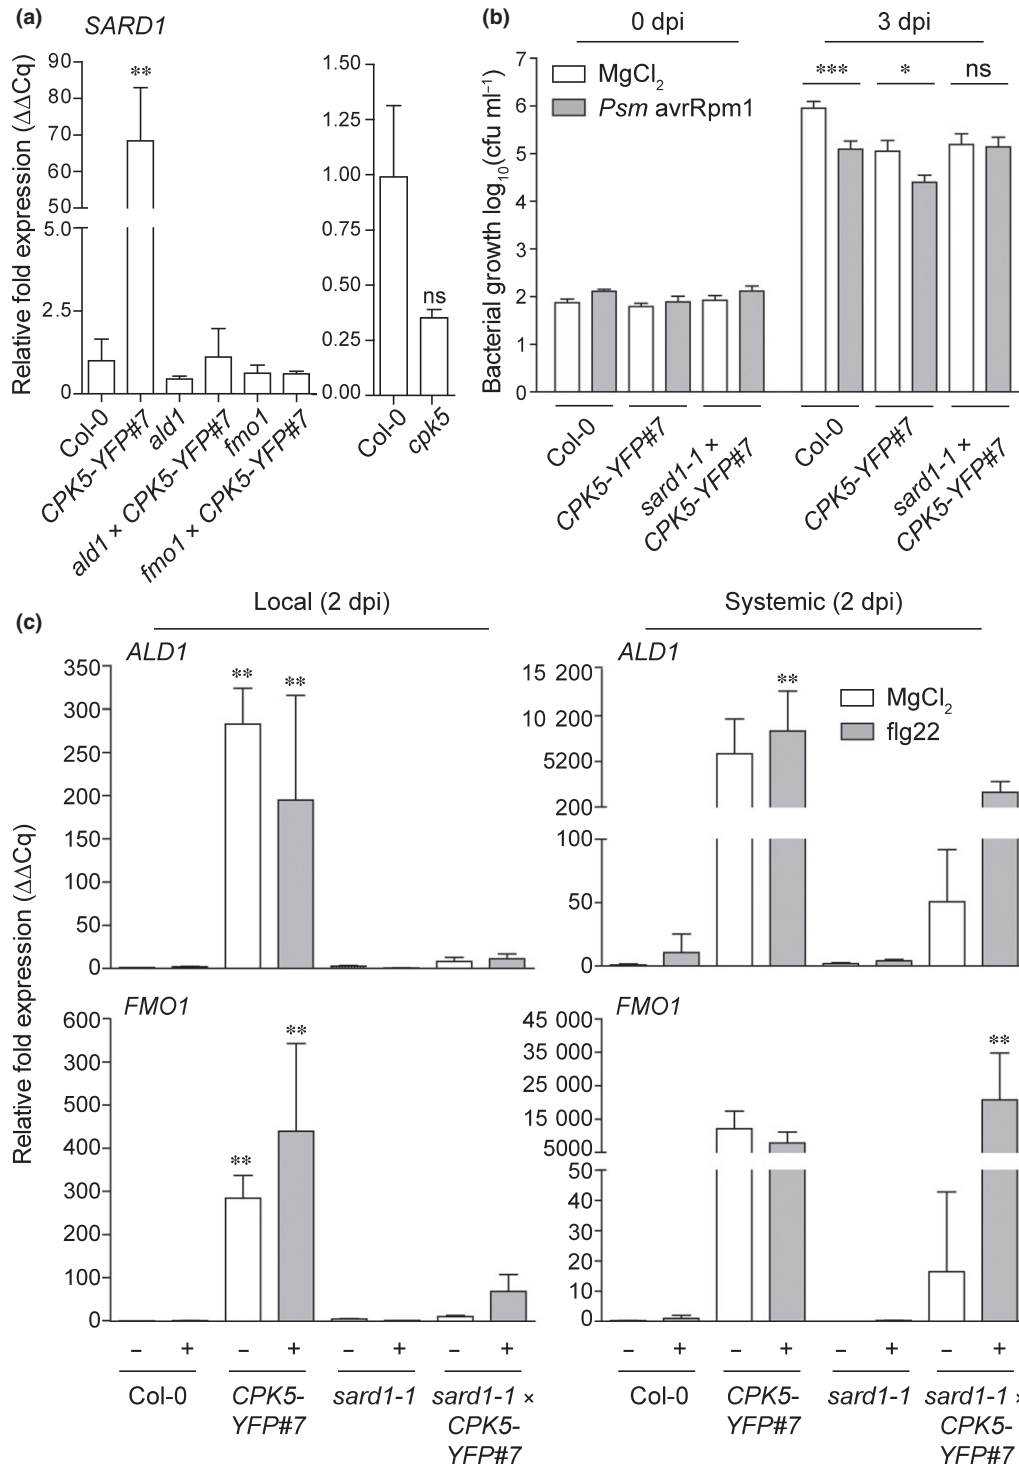 (a)
SARD1
Relative fold expression (ΔΔCq)
90
80
70
60
50
5.0
2.5
0
**
Col-0
CPK5-YFP#7
ald1
ald1 × CPK5-YFP#7
fmo1
fmo1 × CPK5-YFP#7
1.50
1.25
1.00
0.75
0.50
0.25
0.00
ns
Col-0
cpk5
(b)
0 dpi
3 dpi
Bacterial growth log10(cfu ml−1)
7
6
5
4
3
2
1
0
MgCl2
Psm avrRpm1
***
*
ns
Col-0
CPK5-YFP#7
sard1-1 ×
CPK5-YFP#7
Col-0
CPK5-YFP#7
sard1-1 ×
CPK5-YFP#7
(c)
Local (2 dpi)
Systemic (2 dpi)
Relative fold expression (ΔΔCq)
ALD1
350
300
250
200
150
100
50
0
**
**
ALD1
15 200
10 200
5200
200
100
50
0
**
MgCl2
flg22
FMO1
600
300
500
400
300
200
100
0
**
**
FMO1
45 000
35 000
25 000
15 000
5000
50
40
30
20
10
0
**
– + – + – + – +
Col-0
CPK5-
YFP#7
sard1-1
sard1-1 ×
CPK5-
YFP#7
– + – + – + – +
Col-0
CPK5-
YFP#7
sard1-1
sard1-1 ×
CPK5-
YFP#7